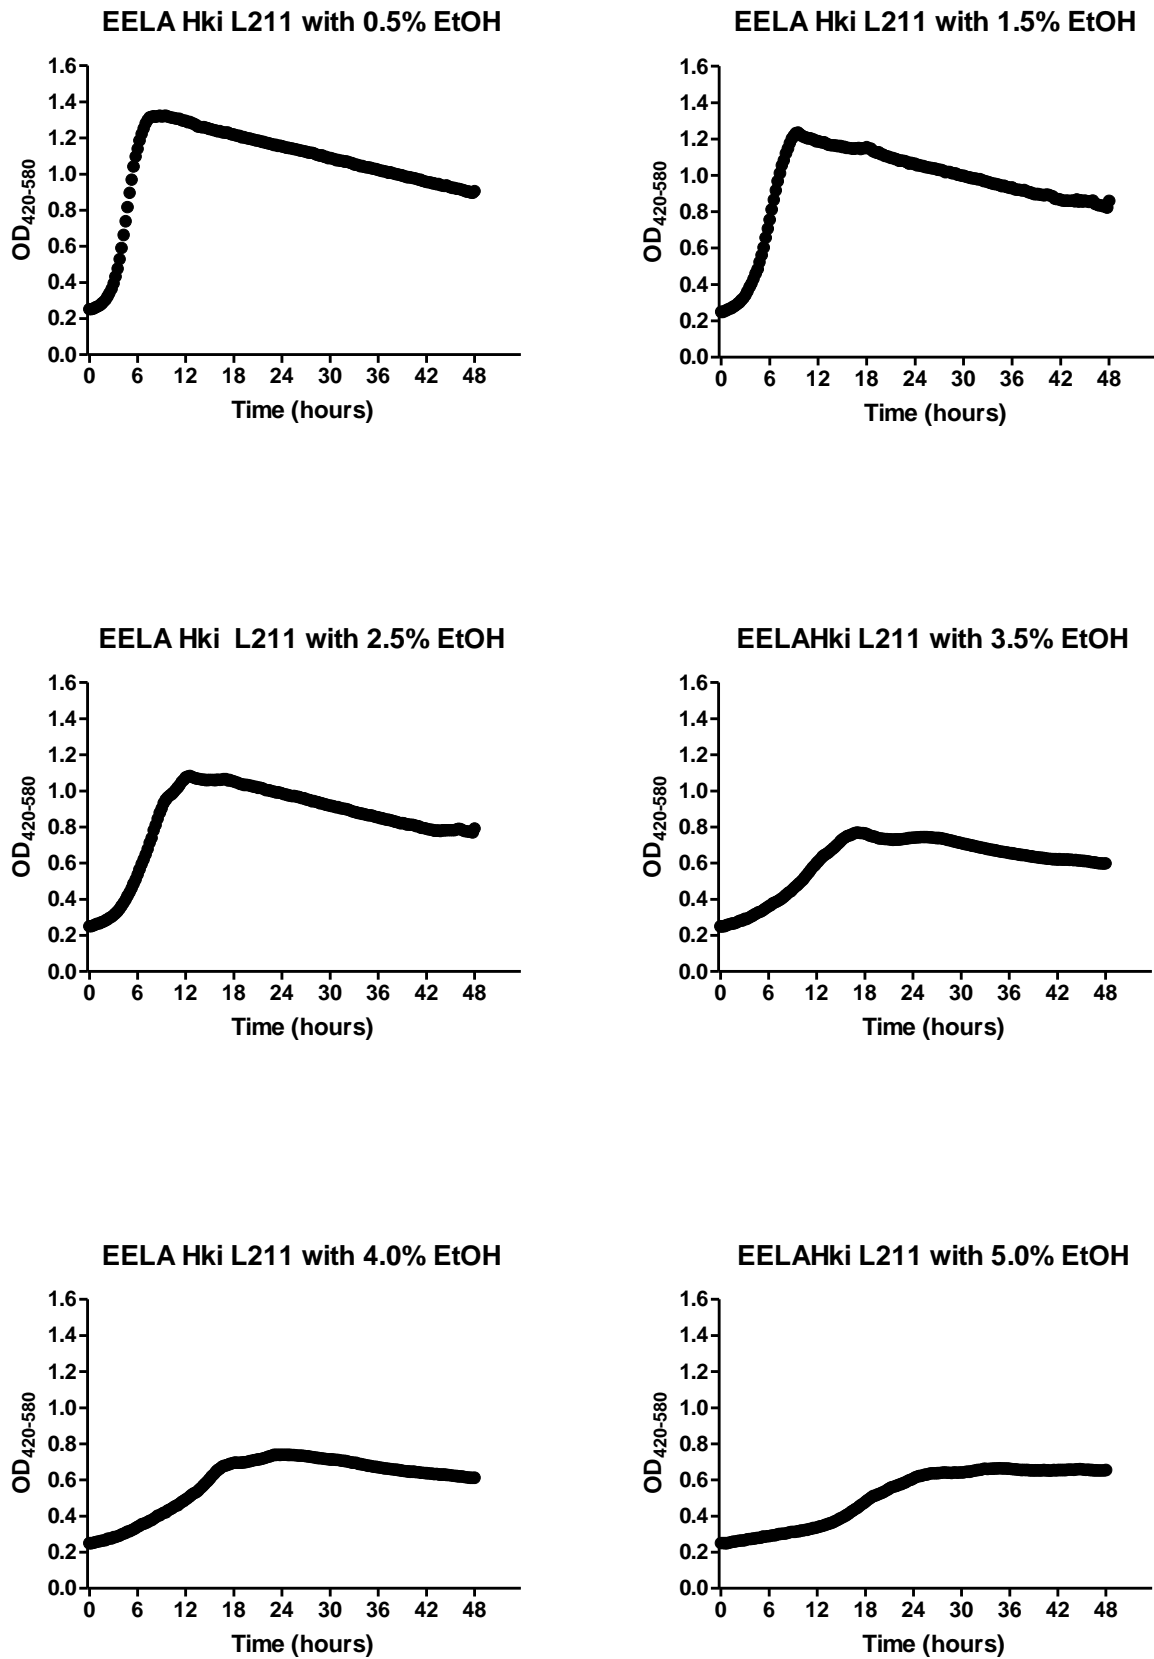 EELA Hki L211 with 0.5% EtOH
1.6
1.4
1.2
1.0
0.8
0.6
0.4
0.2
0.0
OD420-580
0 6 12 18 24 30 36 42 48
Time (hours)
EELA Hki L211 with 1.5% EtOH
1.6
1.4
1.2
1.0
0.8
0.6
0.4
0.2
0.0
OD420-580
0 6 12 18 24 30 36 42 48
Time (hours)
EELA Hki L211 with 2.5% EtOH
1.6
1.4
1.2
1.0
0.8
0.6
0.4
0.2
0.0
OD420-580
0 6 12 18 24 30 36 42 48
Time (hours)
EELAHki L211 with 3.5% EtOH
1.6
1.4
1.2
1.0
0.8
0.6
0.4
0.2
0.0
OD420-580
0 6 12 18 24 30 36 42 48
Time (hours)
EELA Hki L211 with 4.0% EtOH
1.6
1.4
1.2
1.0
0.8
0.6
0.4
0.2
0.0
OD420-580
0 6 12 18 24 30 36 42 48
Time (hours)
EELAHki L211 with 5.0% EtOH
1.6
1.4
1.2
1.0
0.8
0.6
0.4
0.2
0.0
OD420-580
0 6 12 18 24 30 36 42 48
Time (hours)